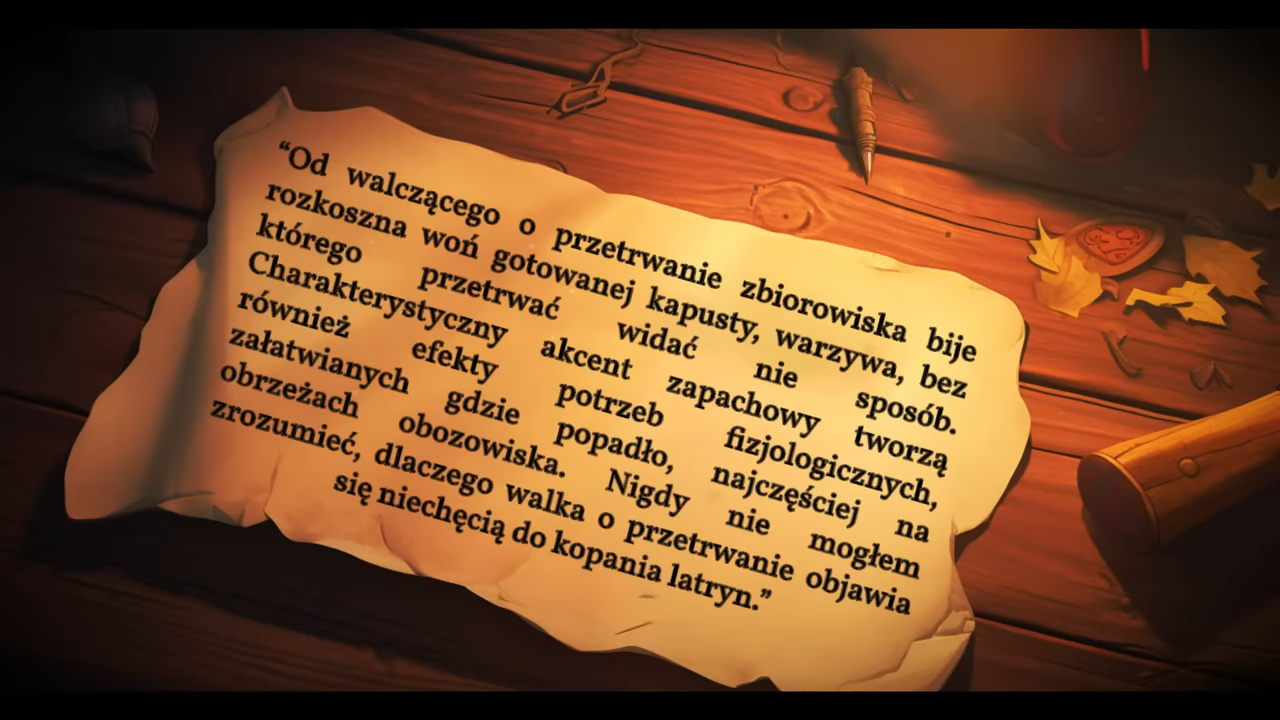 “Od walczącego o przetrwanie zbiorowiska bije
rozkoszna woń gotowanej kapusty, warzywa, bez
którego przetrwać widać nie sposób.
Charakterystyczny akcent zapachowy tworzą
również efekty potrzeb fizjologicznych,
załatwianych gdzie popadło, najczęściej na
obrzeżach obozowiska. Nigdy nie mogłem
zrozumieć, dlaczego walka o przetrwanie objawia
się niechęcią do kopania latryn.”